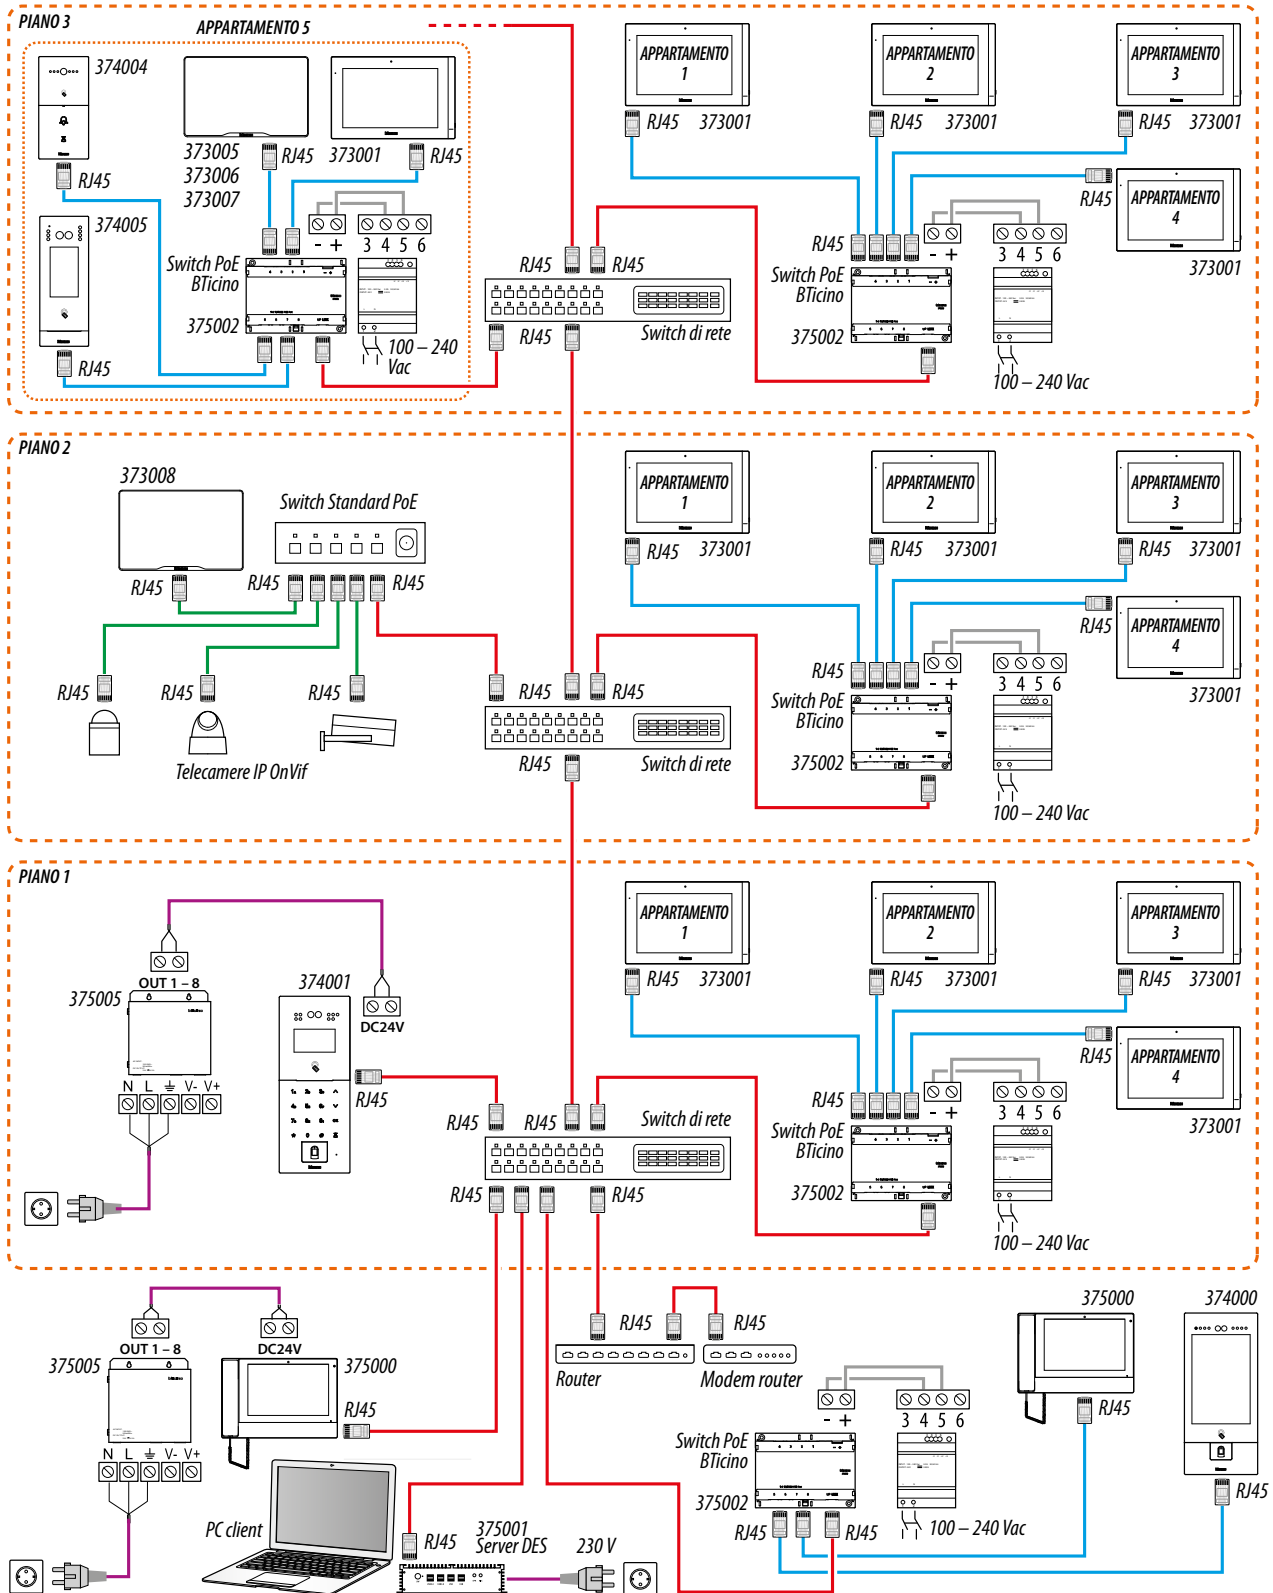 PIANO 3
APPARTAMENTO 5
374004
RJ45
374005
RJ45
373005
373006
373007
RJ45
373001
RJ45
- +
3 4 5 6
Switch PoE
BTicino
375002
100 – 240
Vac
RJ45
RJ45
RJ45
Switch di rete
APPARTAMENTO
1
RJ45 373001
APPARTAMENTO
2
RJ45 373001
APPARTAMENTO
3
RJ45 373001
APPARTAMENTO
4
RJ45
373001
RJ45
- +
3 4 5 6
Switch PoE
BTicino
375002
100 – 240 Vac
PIANO 2
373008
Switch Standard PoE
RJ45
RJ45
RJ45
RJ45
RJ45
RJ45
Telecamere IP OnVif
RJ45
RJ45
RJ45
Switch di rete
APPARTAMENTO
1
RJ45 373001
APPARTAMENTO
2
RJ45 373001
APPARTAMENTO
3
RJ45 373001
APPARTAMENTO
4
RJ45
373001
RJ45
- +
3 4 5 6
Switch PoE
BTicino
375002
100 – 240 Vac
PIANO 1
OUT 1 – 8
375005
N L V- V+
374001
DC24V
RJ45
RJ45
RJ45
Switch di rete
RJ45
RJ45
APPARTAMENTO
1
RJ45 373001
APPARTAMENTO
2
RJ45 373001
APPARTAMENTO
3
RJ45 373001
APPARTAMENTO
4
RJ45
373001
RJ45
- +
3 4 5 6
Switch PoE
BTicino
375002
100 – 240 Vac
OUT 1 – 8
375005
N L V- V+
DC24V
375000
RJ45
PC client
RJ45
375001
Server DES
230 V
RJ45
RJ45
Router
Modem router
- +
3 4 5 6
Switch PoE
BTicino
375002
RJ45
RJ45
100 – 240 Vac
375000
RJ45
374000
RJ45